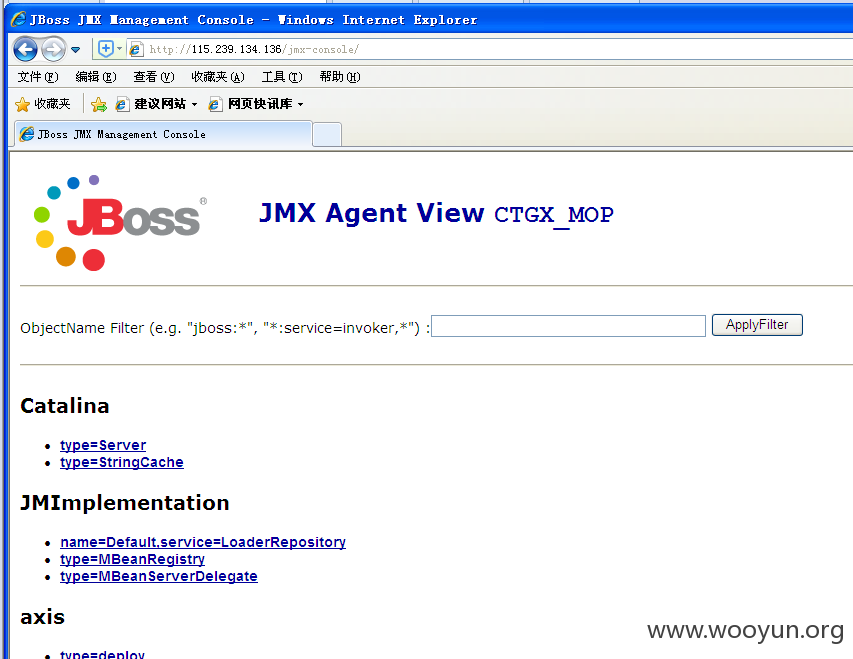 JBoss JMX Management Console - Windows Internet Explorer
http://115.239.134.136/jmx-console/
文件(F) 编辑(E) 查看(V) 收藏夹(A) 工具(T) 帮助(H)
收藏夹 建议网站 网页快讯库
JBoss JMX Management Console
JBoss®
JMX Agent View CTGX_MOP
ObjectName Filter (e.g. "jboss:*", "*:service=invoker,*") : ApplyFilter
Catalina
type=Server
type=StringCache
JMImplementation
name=Default,service=LoaderRepository
type=MBeanRegistry
type=MBeanServerDelegate
axis
type=deploy
www.wooyun.org